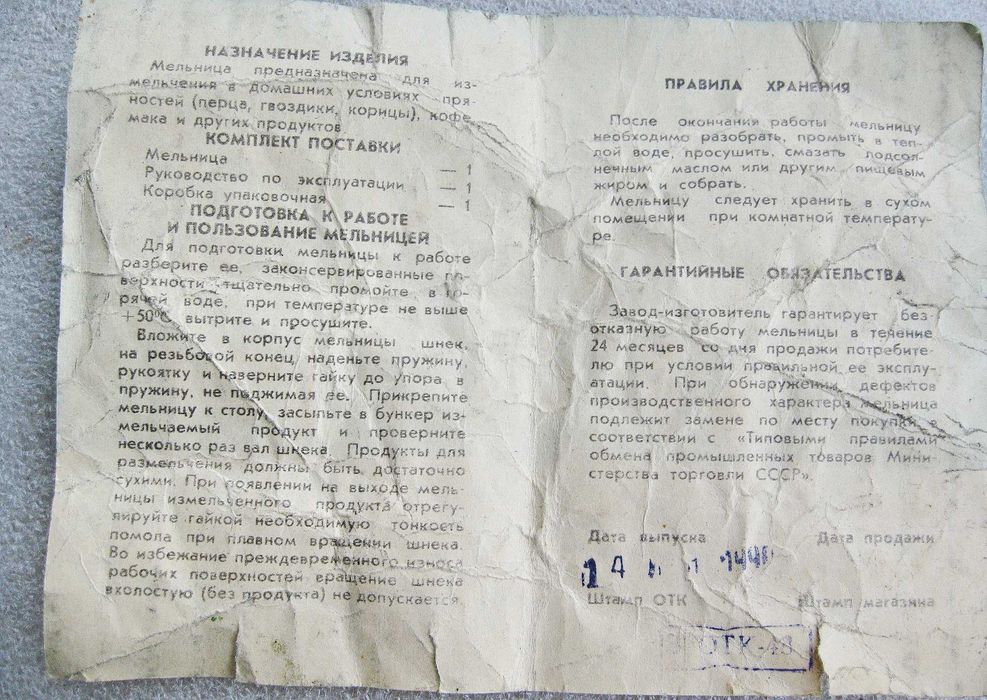 НАЗНАЧЕНИЕ ИЗДЕЛИЯ
Мельница предназначена для из-
мельчения в домашних условиях пря-
ностей (перца, гвоздики, корицы), кофе
мака и других продуктов
КОМПЛЕКТ ПОСТАВКИ
Мельница — 1
Руководство по эксплуатации — 1
Коробка упаковочная — 1
ПОДГОТОВКА К РАБОТЕ
И ПОЛЬЗОВАНИЕ МЕЛЬНИЦЕЙ
Для подготовки мельницы к работе
разберите ее, законсервированные по-
верхности тщательно промойте в го-
рячей воде, при температуре не выше
+50°С вытрите и просушите.
Вложите в корпус мельницы шнек,
на резьбовой конец наденьте пружину,
рукоятку и наверните гайку до упора в
пружину, не поджимая ее. Прикрепите
мельницу к столу, засыпьте в бункер из-
мельчаемый продукт и проверните
несколько раз вал шнека. Продукты для
размельчения должны быть достаточно
сухими. При появлении на выходе мель-
ницы измельченного продукта отрегу-
лируйте гайкой необходимую тонкость
помола при плавном вращении шнека.
Во избежание преждевременного износа
рабочих поверхностей вращение шнека
вхолостую (без продукта) не допускается.
ПРАВИЛА ХРАНЕНИЯ
После окончания работы мельницу
необходимо разобрать, промыть в теп-
лой воде, просушить, смазать подсол-
нечным маслом или другим пищевым
жиром и собрать.
Мельницу следует хранить в сухом
помещении при комнатной температу-
ре.
ГАРАНТИЙНЫЕ ОБЯЗАТЕЛЬСТВА
Завод-изготовитель гарантирует без-
отказную работу мельницы в течение
24 месяцев со дня продажи потребите-
лю при условии правильной ее эксплу-
атации. При обнаружении дефектов
производственного характера мельница
подлежит замене по месту покупки в
соответствии с «Типовыми правилами
обмена промышленных товаров Мини-
стерства торговли СССР».
Дата выпуска Дата продажи
14
Штамп ОТК Штамп магазина
ОТК-43